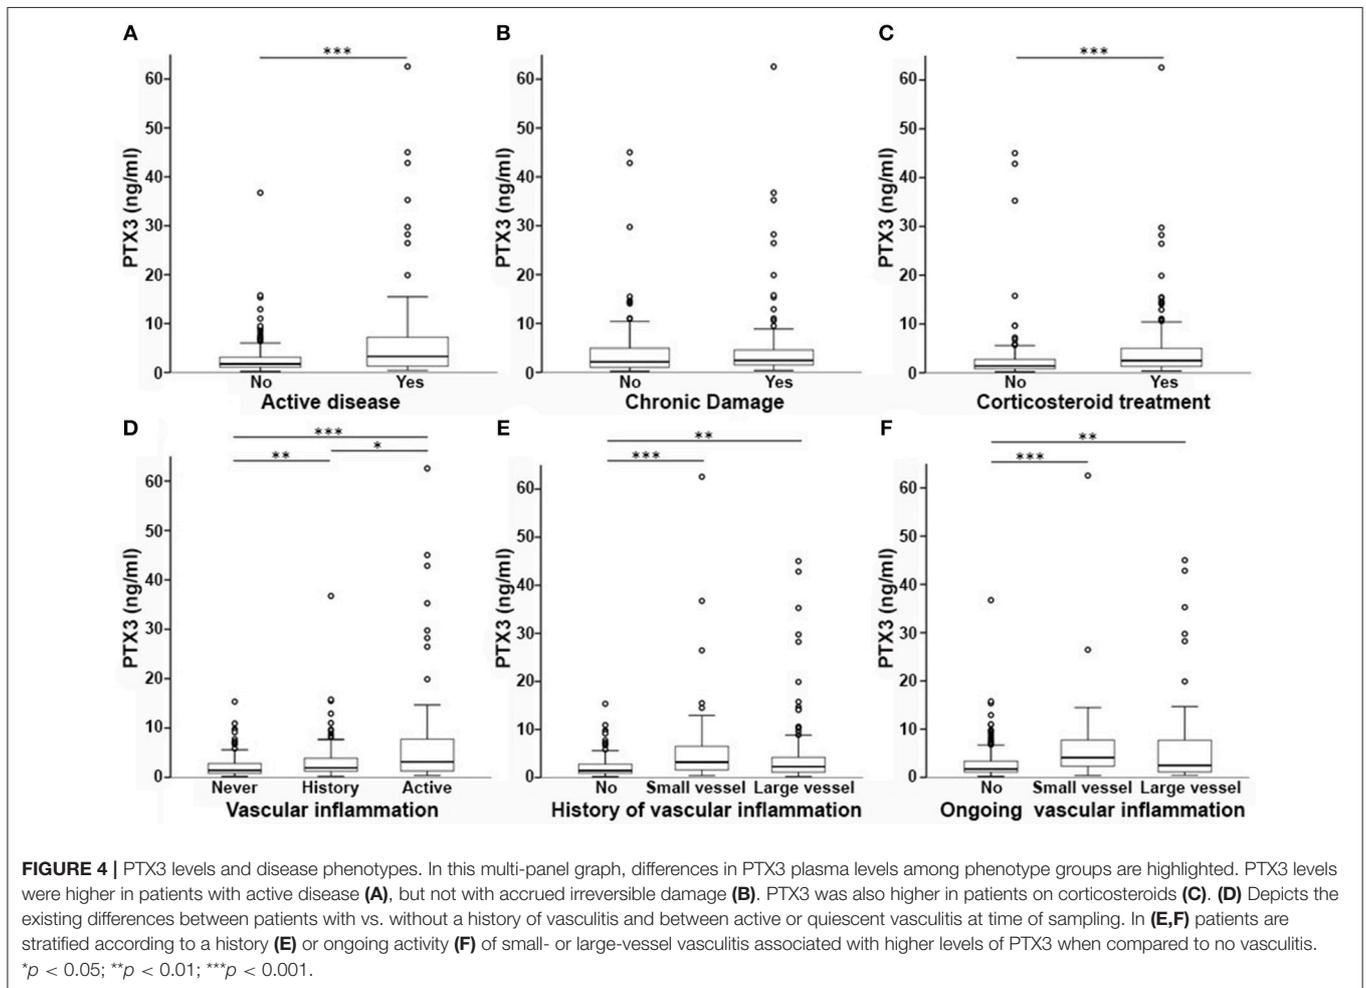 A
B
C
***
***
60
50
40
30
20
10
0
PTX3 (ng/ml)
No Yes
Active disease
60
50
40
30
20
10
0
PTX3 (ng/ml)
No Yes
Chronic Damage
60
50
40
30
20
10
0
PTX3 (ng/ml)
No Yes
Corticosteroid treatment
D
E
F
***
** *
**
***
**
***
60
50
40
30
20
10
0
PTX3 (ng/ml)
Never History Active
Vascular inflammation
60
50
40
30
20
10
0
PTX3 (ng/ml)
No Small vessel Large vessel
History of vascular inflammation
60
50
40
30
20
10
0
PTX3 (ng/ml)
No Small vessel Large vessel
Ongoing vascular inflammation
FIGURE 4 | PTX3 levels and disease phenotypes. In this multi-panel graph, differences in PTX3 plasma levels among phenotype groups are highlighted. PTX3 levels
were higher in patients with active disease (A), but not with accrued irreversible damage (B). PTX3 was also higher in patients on corticosteroids (C). (D) Depicts the
existing differences between patients with vs. without a history of vasculitis and between active or quiescent vasculitis at time of sampling. In (E,F) patients are
stratified according to a history (E) or ongoing activity (F) of small- or large-vessel vasculitis associated with higher levels of PTX3 when compared to no vasculitis.
*p < 0.05; **p < 0.01; ***p < 0.001.